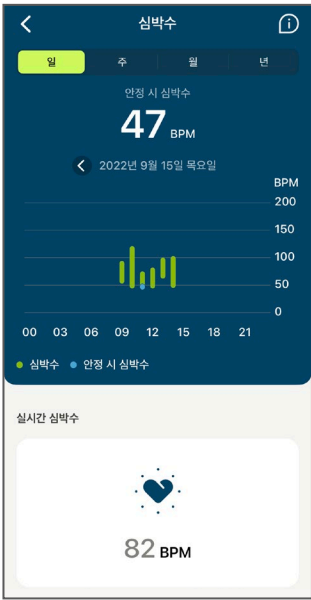 심박수
일 주 월 년
안정 시 심박수
47 BPM
2022년 9월 15일 목요일
BPM
200
150
100
50
0
00 03 06 09 12 15 18 21
심박수 안정 시 심박수
실시간 심박수
82 BPM